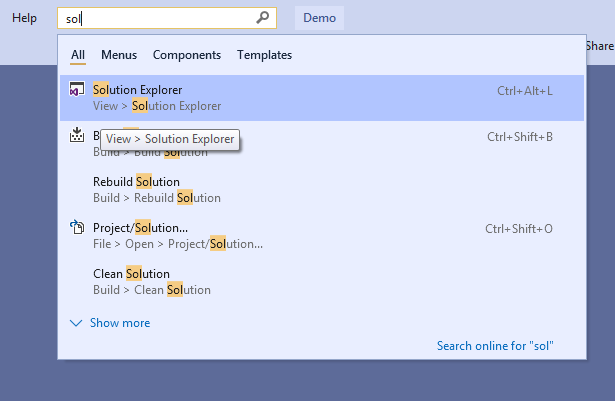 Help sol Demo
Share
All Menus Components Templates
Solution Explorer Ctrl+Alt+L
View > Solution Explorer
B Ctrl+Shift+B
View > Solution Explorer
Build > Build Solution
Rebuild Solution
Build > Rebuild Solution
Project/Solution... Ctrl+Shift+O
File > Open > Project/Solution...
Clean Solution
Build > Clean Solution
Show more
Search online for "sol"